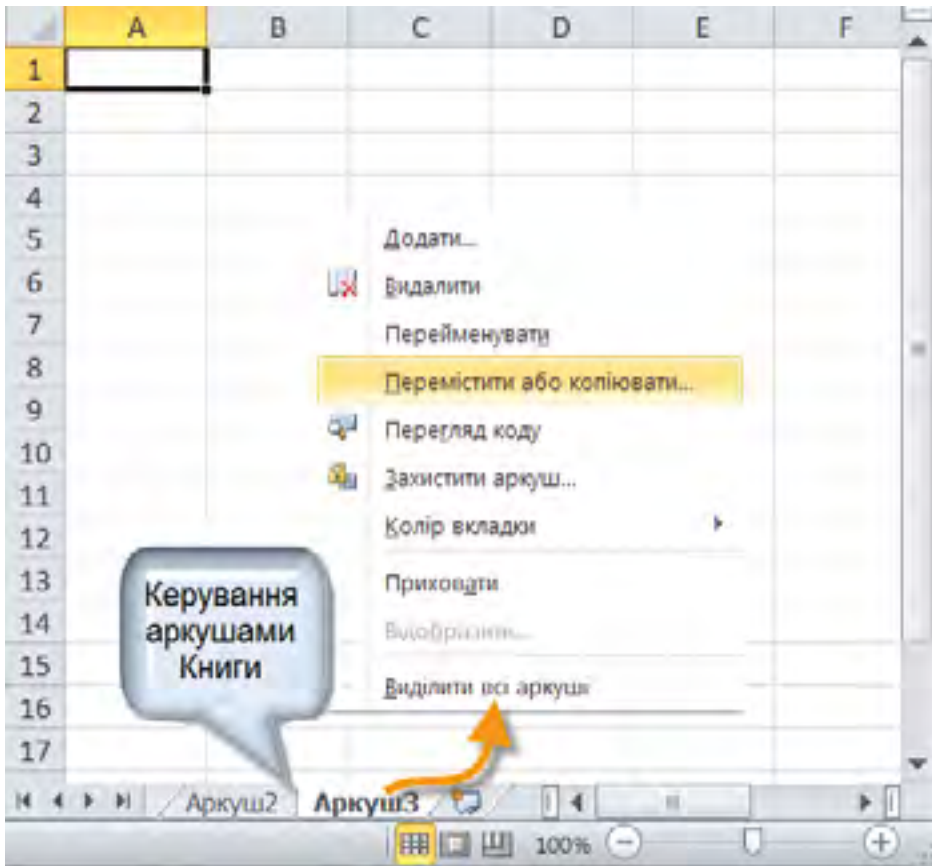 A B C D E F
1
2
3
4
5
6
7
8
9
10
11
12
13
14
15
16
17
Додати...
Видалити
Перейменувати
Перемістити або копіювати...
Перегляд коду
Захистити аркуш...
Колір вкладки
Приховати
Відобразити...
Виділити всі аркуші
Керування
аркушами
Книги
Аркуш2 Аркуш3
100%